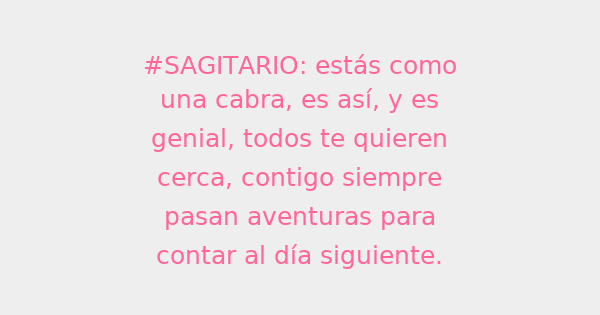 #SAGITARIO: estás como
una cabra, es así, y es
genial, todos te quieren
cerca, contigo siempre
pasan aventuras para
contar al día siguiente.